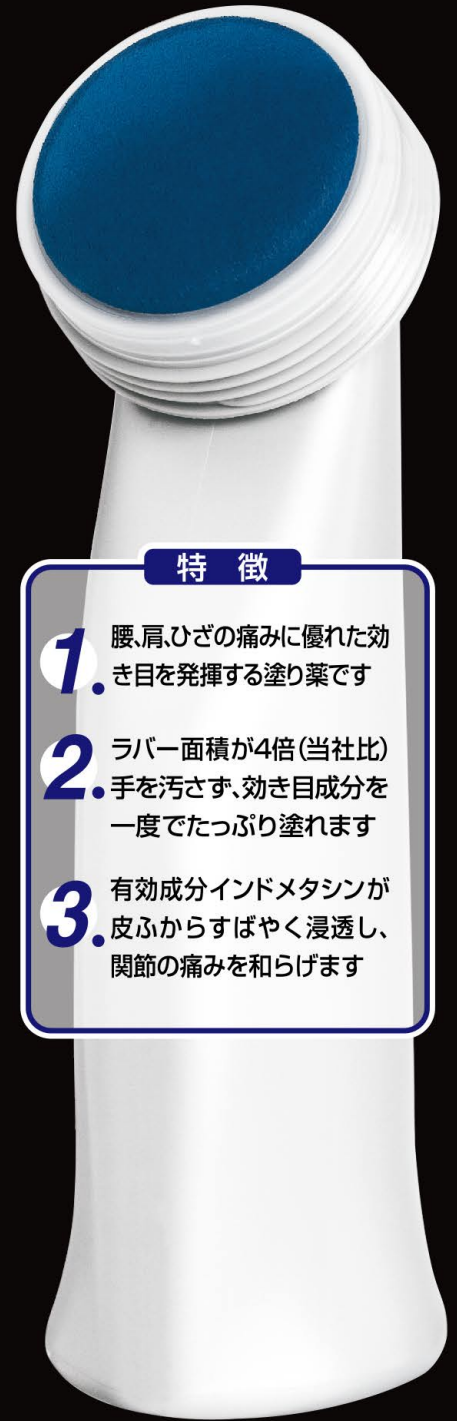 特 徴
1. 腰、肩、ひざの痛みに優れた効
き目を発揮する塗り薬です
2. ラバー面積が4倍(当社比)
手を汚さず、効き目成分を
一度でたっぷり塗れます
3. 有効成分インドメタシンが
皮ふからすばやく浸透し、
関節の痛みを和らげます